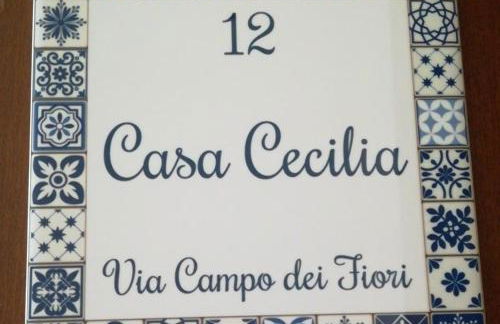 12
Casa Cecilia
Via Campo dei Fiori